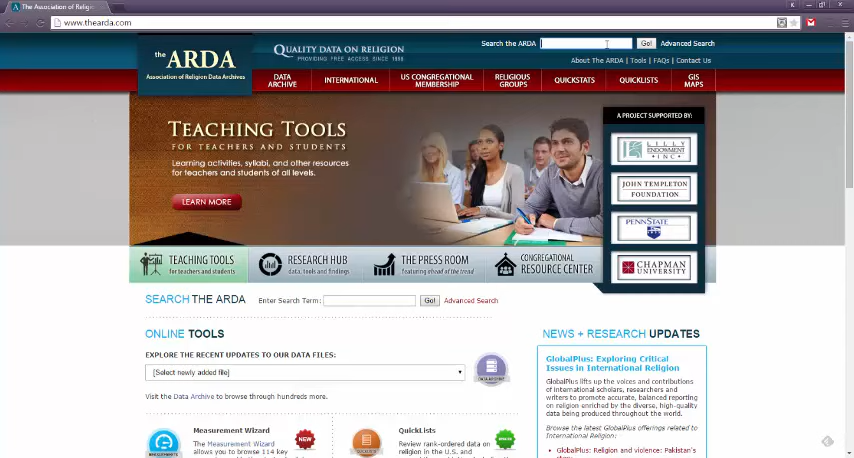 The Association of Religio
www.thearda.com
Search the ARDA
Go!
Advanced Search
About The ARDA | Tools | FAQs | Contact Us
the ARDA
Association of Religion Data Archives
QUALITY DATA ON RELIGION
PROVIDING FREE ACCESS SINCE 1998
DATA ARCHIVE
INTERNATIONAL
US CONGREGATIONAL MEMBERSHIP
RELIGIOUS GROUPS
QUICKSTATS
QUICKLISTS
GIS MAPS
TEACHING TOOLS
FOR TEACHERS AND STUDENTS
Learning activities, syllabi, and other resources
for teachers and students of all levels.
LEARN MORE
A PROJECT SUPPORTED BY:
LILLY ENDOWMENT INC
JOHN TEMPLETON FOUNDATION
PENNSTATE
CHAPMAN UNIVERSITY
TEACHING TOOLS
for teachers and students
RESEARCH HUB
data, tools and findings
THE PRESS ROOM
featuring ahead of the trend
CONGREGATIONAL
RESOURCE CENTER
SEARCH THE ARDA
Enter Search Term:
Go!
Advanced Search
ONLINE TOOLS
EXPLORE THE RECENT UPDATES TO OUR DATA FILES:
[Select newly added file]
DATA ARCHIVE
Visit the Data Archive to browse through hundreds more.
Measurement Wizard
The Measurement Wizard
allows you to browse 114 key
NEW
QuickLists
Review rank-ordered data on
religion in the U.S. and
NEWS + RESEARCH UPDATES
GlobalPlus: Exploring Critical
Issues in International Religion
GlobalPlus lifts up the voices and contributions
of international scholars, researchers and
writers to promote accurate, balanced reporting
on religion enriched by the diverse, high-quality
data being produced throughout the world.
Browse the latest GlobalPlus offerings related to
International Religion:
GlobalPlus: Religion and violence: Pakistan's